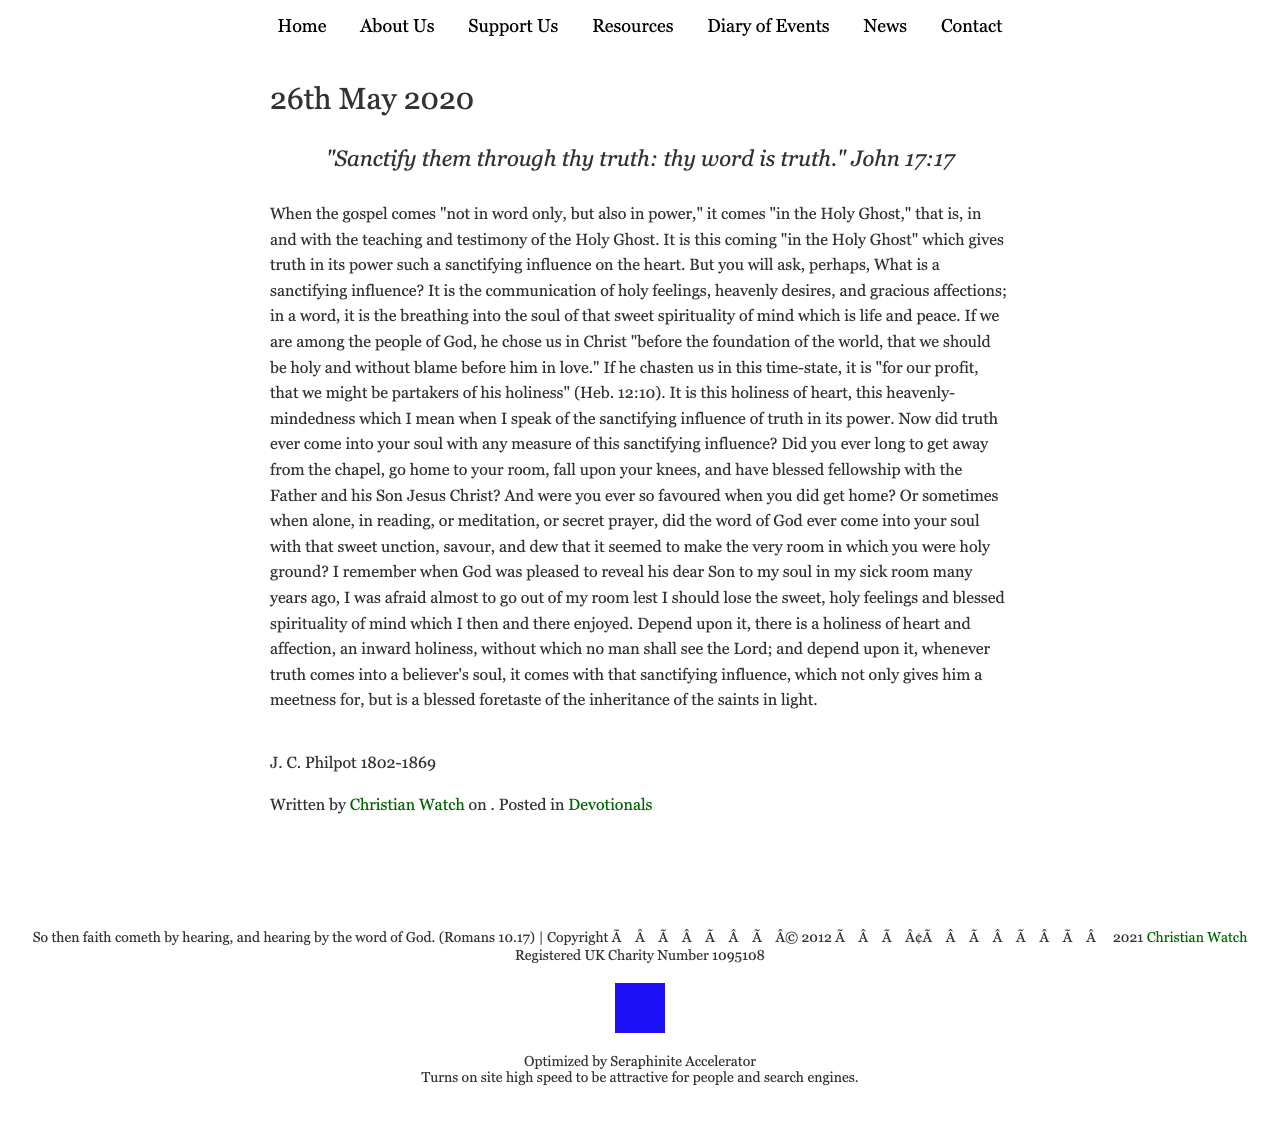 Home About Us Support Us Resources Diary of Events News Contact
26th May 2020
"Sanctify them through thy truth: thy word is truth." John 17:17
When the gospel comes "not in word only, but also in power," it comes "in the Holy Ghost," that is, in
and with the teaching and testimony of the Holy Ghost. It is this coming "in the Holy Ghost" which gives
truth in its power such a sanctifying influence on the heart. But you will ask, perhaps, What is a
sanctifying influence? It is the communication of holy feelings, heavenly desires, and gracious affections;
in a word, it is the breathing into the soul of that sweet spirituality of mind which is life and peace. If we
are among the people of God, he chose us in Christ "before the foundation of the world, that we should
be holy and without blame before him in love." If he chasten us in this time-state, it is "for our profit,
that we might be partakers of his holiness" (Heb. 12:10). It is this holiness of heart, this heavenly-
mindedness which I mean when I speak of the sanctifying influence of truth in its power. Now did truth
ever come into your soul with any measure of this sanctifying influence? Did you ever long to get away
from the chapel, go home to your room, fall upon your knees, and have blessed fellowship with the
Father and his Son Jesus Christ? And were you ever so favoured when you did get home? Or sometimes
when alone, in reading, or meditation, or secret prayer, did the word of God ever come into your soul
with that sweet unction, savour, and dew that it seemed to make the very room in which you were holy
ground? I remember when God was pleased to reveal his dear Son to my soul in my sick room many
years ago, I was afraid almost to go out of my room lest I should lose the sweet, holy feelings and blessed
spirituality of mind which I then and there enjoyed. Depend upon it, there is a holiness of heart and
affection, an inward holiness, without which no man shall see the Lord; and depend upon it, whenever
truth comes into a believer's soul, it comes with that sanctifying influence, which not only gives him a
meetness for, but is a blessed foretaste of the inheritance of the saints in light.
J. C. Philpot 1802-1869
Written by Christian Watch on . Posted in Devotionals
So then faith cometh by hearing, and hearing by the word of God. (Romans 10.17) | Copyright Ã Â Ã Â Ã Â Ã Â© 2012 Ã Â Ã Â¢Ã Â Ã Â Ã Â Ã Â 2021 Christian Watch
Registered UK Charity Number 1095108
Optimized by Seraphinite Accelerator
Turns on site high speed to be attractive for people and search engines.